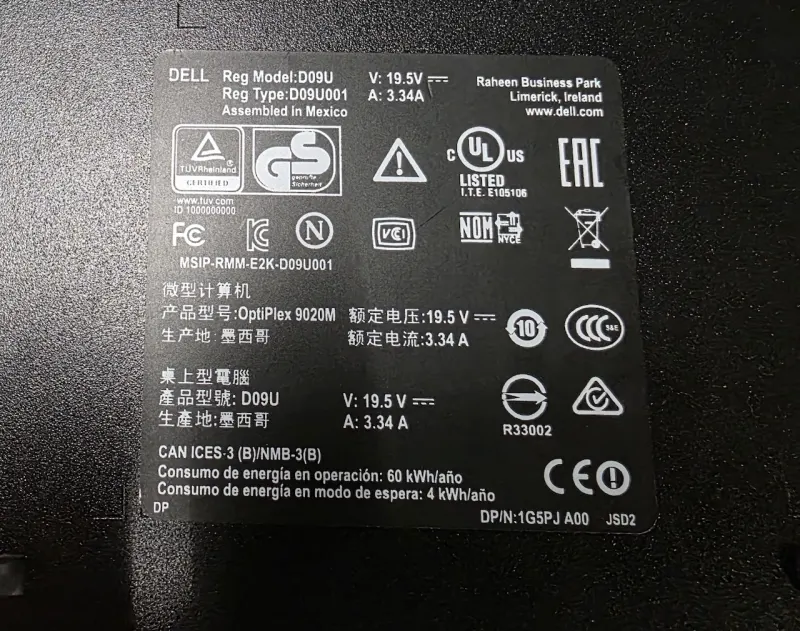 DELL Reg Model:D09U V: 19.5V
Reg Type:D09U001 A: 3.34A
Assembled in Mexico
Raheen Business Park
Limerick, Ireland
www.dell.com
TÜVRheinland
CERTIFIED
GS
geprüfte
Sicherheit
www.tuv.com
ID 1000000000
C UL US
LISTED
I.T.E. E105106
EAC
FC
N
VCI
NOM
NYCE
MSIP-RMM-E2K-D09U001
微型计算机
产品型号:OptiPlex 9020M 额定电压:19.5 V
生产地: 墨西哥 额定电流:3.34 A
10
CCC S&E
桌上型電腦
產品型號: D09U V: 19.5 V
生產地:墨西哥 A: 3.34 A
R33002
CAN ICES-3 (B)/NMB-3(B)
Consumo de energía en operación: 60 kWh/año
Consumo de energía en modo de espera: 4 kWh/año
CE
DP
DP/N:1G5PJ A00 JSD2